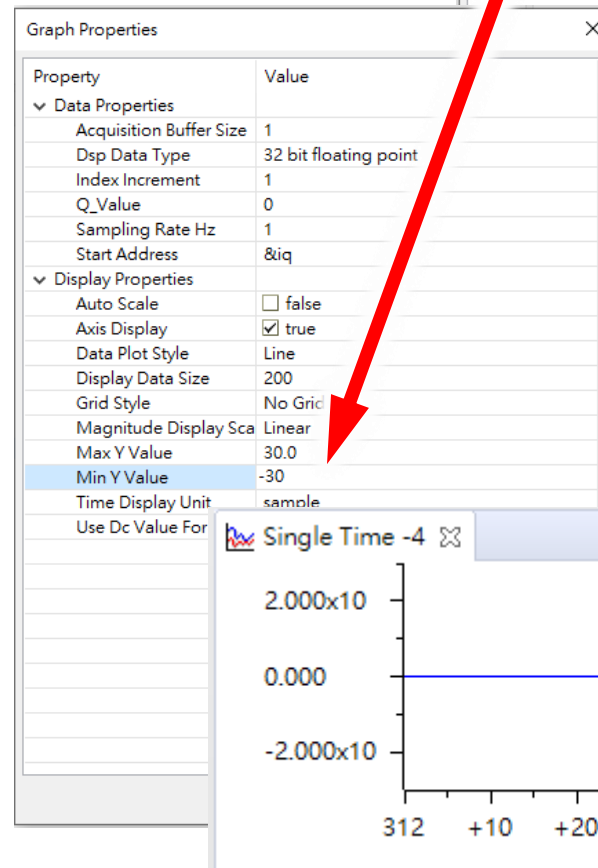 Graph Properties
Property Value
Data Properties
Acquisition Buffer Size 1
Dsp Data Type 32 bit floating point
Index Increment 1
Q_Value 0
Sampling Rate Hz 1
Start Address &iq
Display Properties
Auto Scale false
Axis Display true
Data Plot Style Line
Display Data Size 200
Grid Style No Grid
Magnitude Display Sca Linear
Max Y Value 30.0
Min Y Value -30
Time Display Unit sample
Use Dc Value For
Single Time -4
2.000x10
0.000
-2.000x10
312 +10 +20